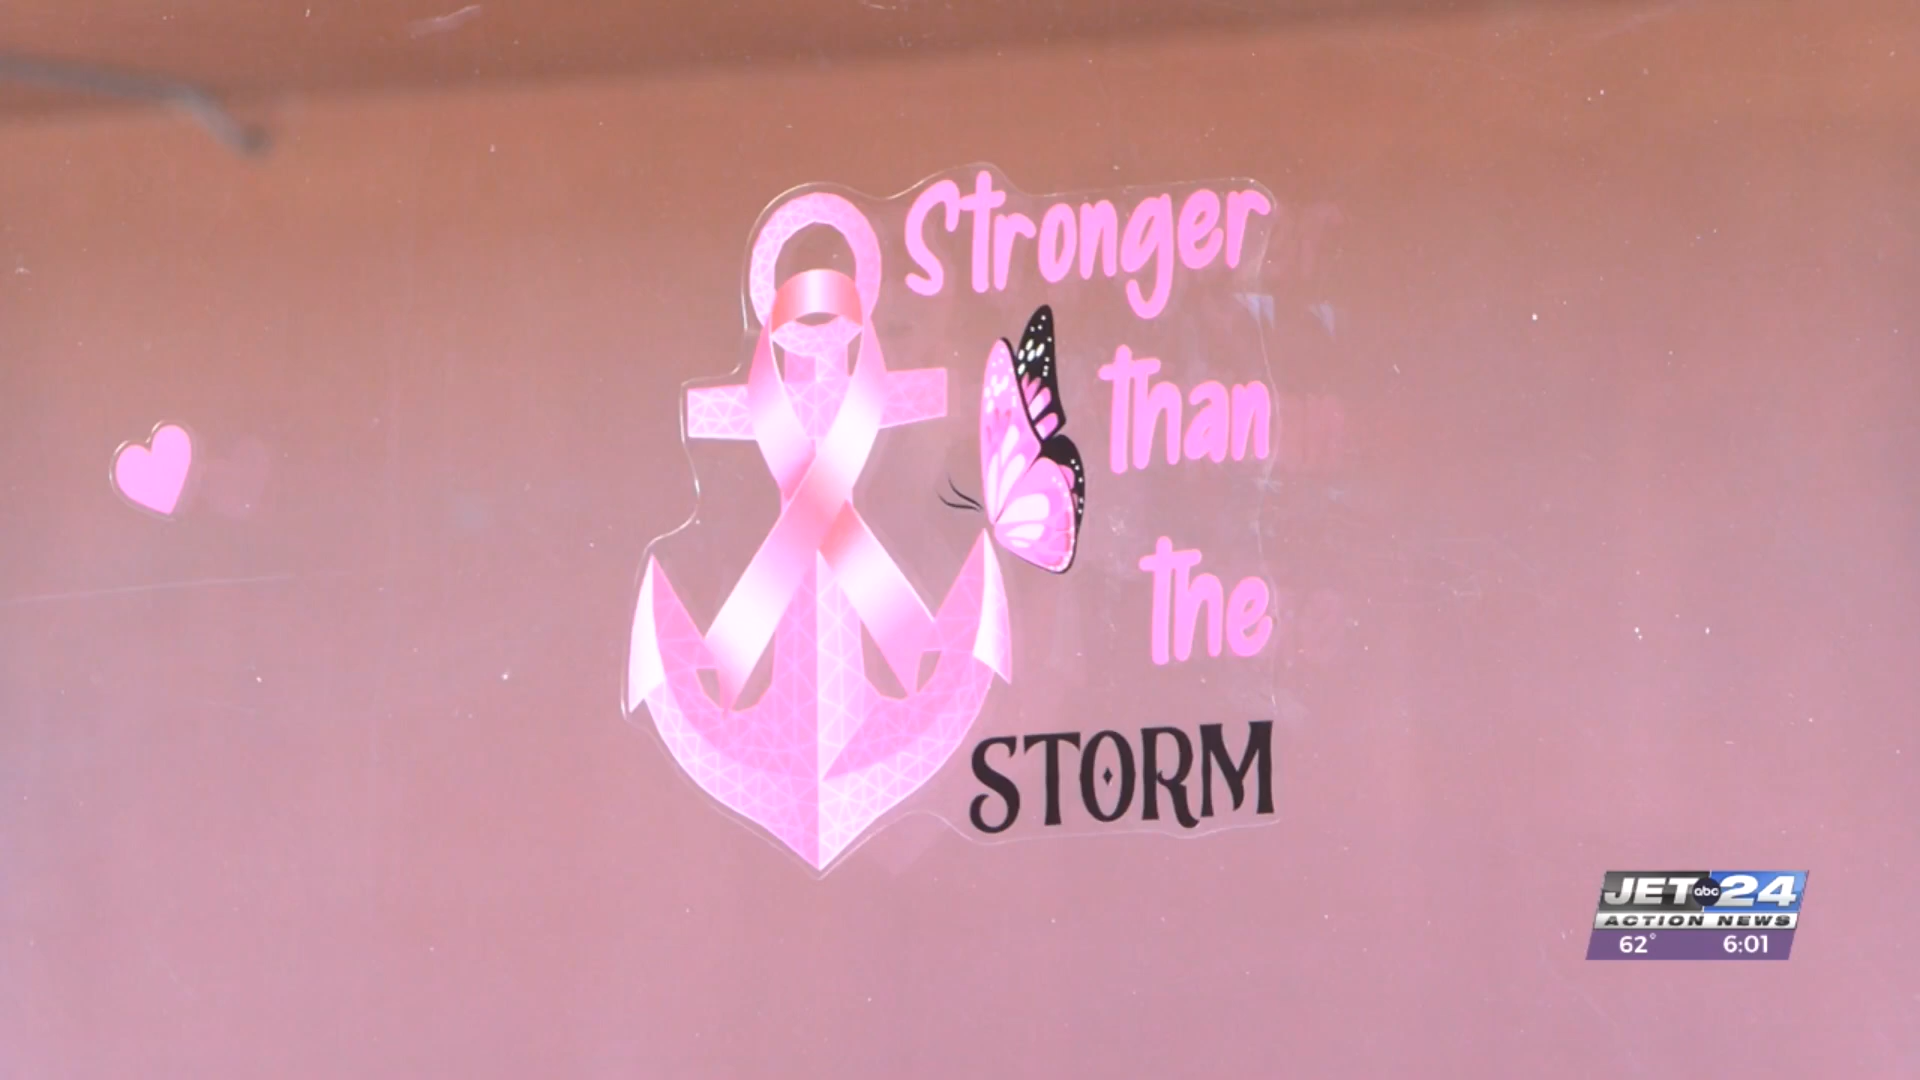 Stronger
than
the
STORM
JET abc 24
ACTION NEWS
62° 6:01